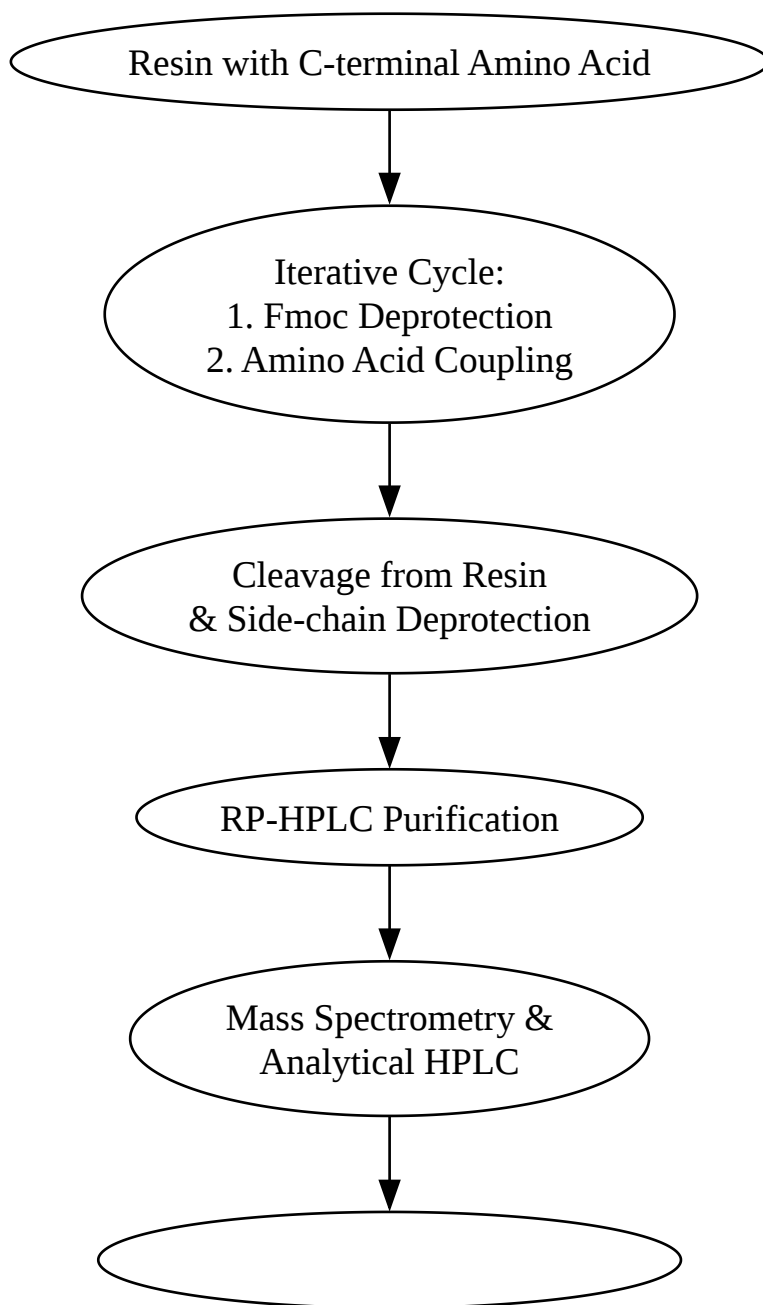 Resin with C-terminal Amino Acid
Iterative Cycle:
1. Fmoc Deprotection
2. Amino Acid Coupling
Cleavage from Resin
& Side-chain Deprotection
RP-HPLC Purification
Mass Spectrometry &
Analytical HPLC